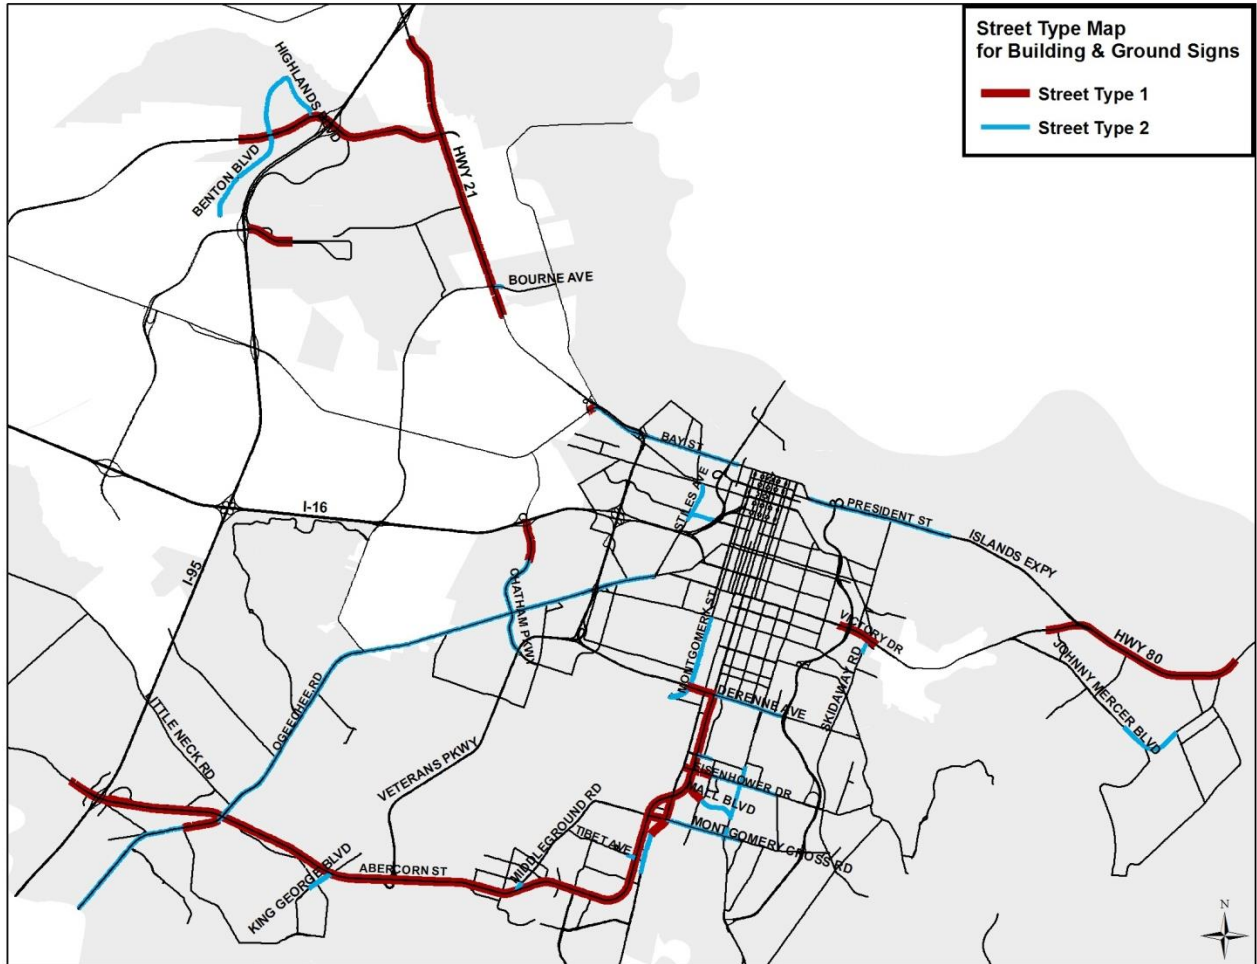 Street Type Map
for Building & Ground Signs
Street Type 1
Street Type 2
HIGHLANDS BLVD
BENTON BLVD
HWY 21
BOURNE AVE
BAY ST
STILES AVE
PRESIDENT ST
ISLANDS EXPY
I-16
I-95
CHATHAM PKWY
MONTGOMERY ST
VICTORY DR
HWY 80
JOHNNY MERCER BLVD
SKIDAWAY RD
DERENNE AVE
OGEECHEE RD
LITTLE NECK RD
VETERANS PKWY
EISENHOWER DR
MALL BLVD
MIDDLEGROUND RD
MONTGOMERY CROSS RD
TIBET AVE
ABERCORN ST
KING GEORGE BLVD
N